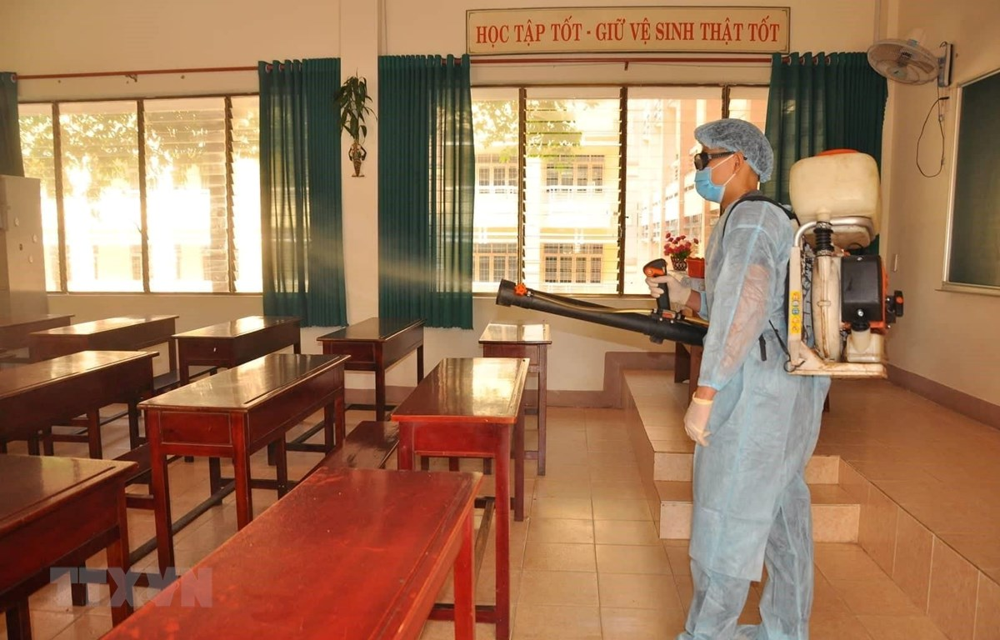 HỌC TẬP TỐT - GIỮ VỆ SINH THẬT TỐT
TTXVN